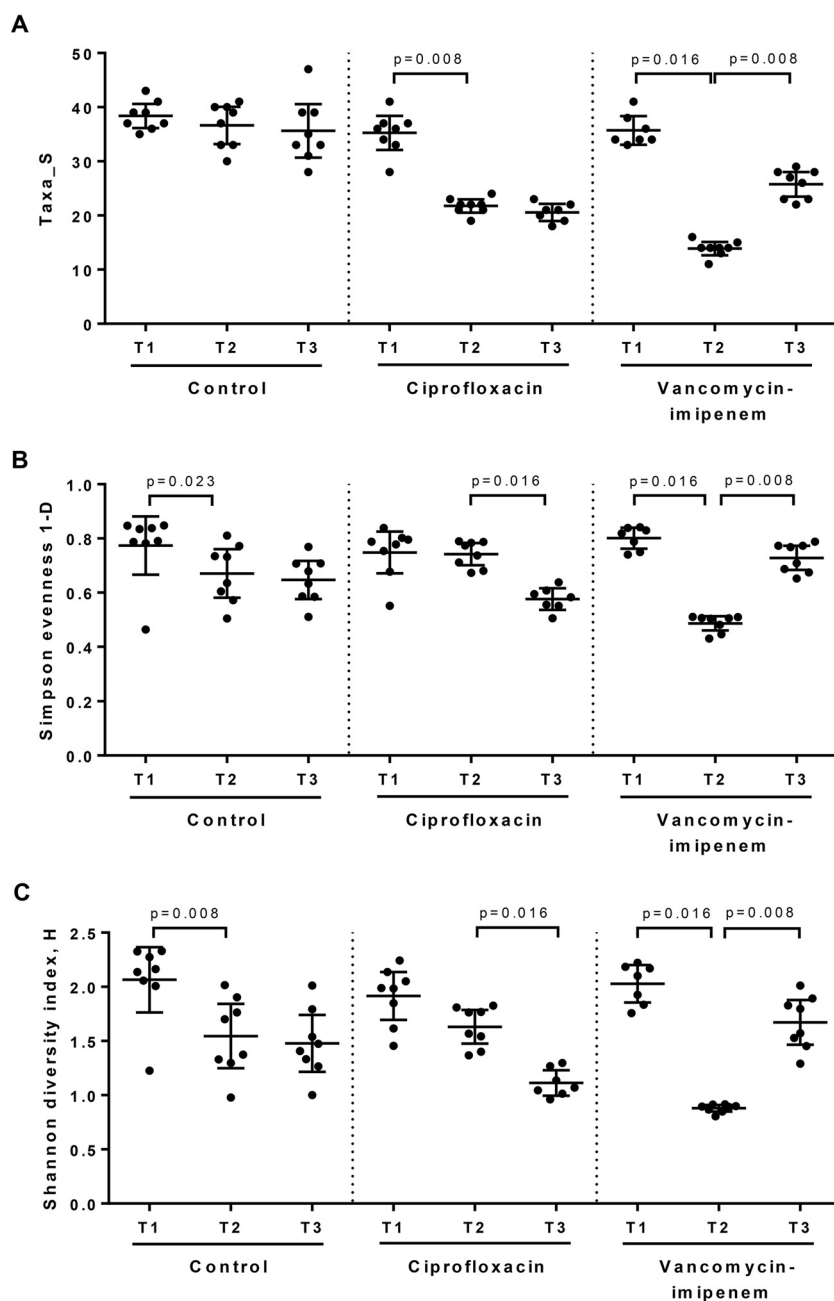 A
p=0.008 p=0.016 p=0.008
50
40
30
20
10
0
Taxa_S
T1 T2 T3 T1 T2 T3 T1 T2 T3
Control Ciprofloxacin Vancomycin-
imipenem
B
p=0.023 p=0.016 p=0.016 p=0.008
1.0
0.8
0.6
0.4
0.2
0.0
Simpson evenness 1-D
T1 T2 T3 T1 T2 T3 T1 T2 T3
Control Ciprofloxacin Vancomycin-
imipenem
C
p=0.008 p=0.016 p=0.016 p=0.008
2.5
2.0
1.5
1.0
0.5
0.0
Shannon diversity index, H
T1 T2 T3 T1 T2 T3 T1 T2 T3
Control Ciprofloxacin Vancomycin-
imipenem